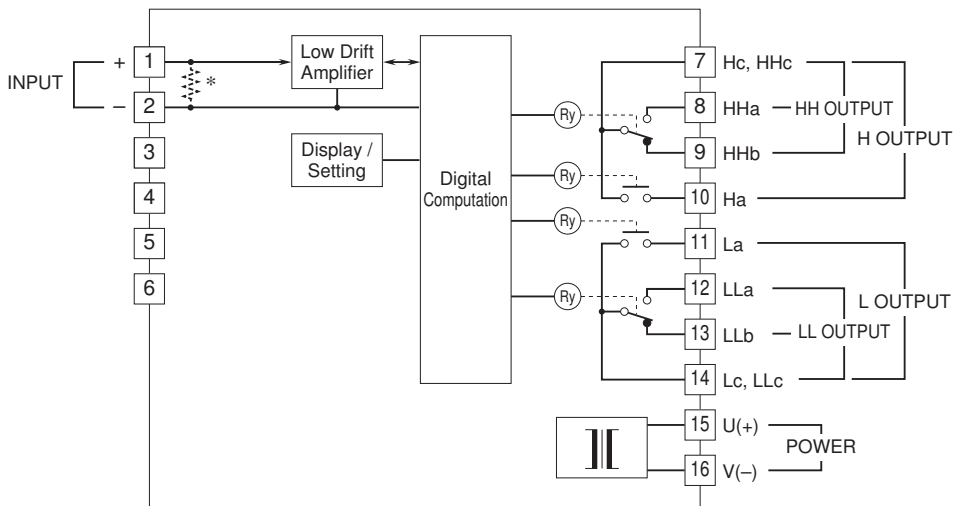 INPUT
+
−
1
2
3
4
5
6
*
Low Drift
Amplifier
Display /
Setting
Digital
Computation
Ry
Ry
Ry
Ry
7 Hc, HHc
8 HHa
9 HHb
10 Ha
11 La
12 LLa
13 LLb
14 Lc, LLc
15 U(+)
16 V(−)
HH OUTPUT
H OUTPUT
LL OUTPUT
L OUTPUT
POWER